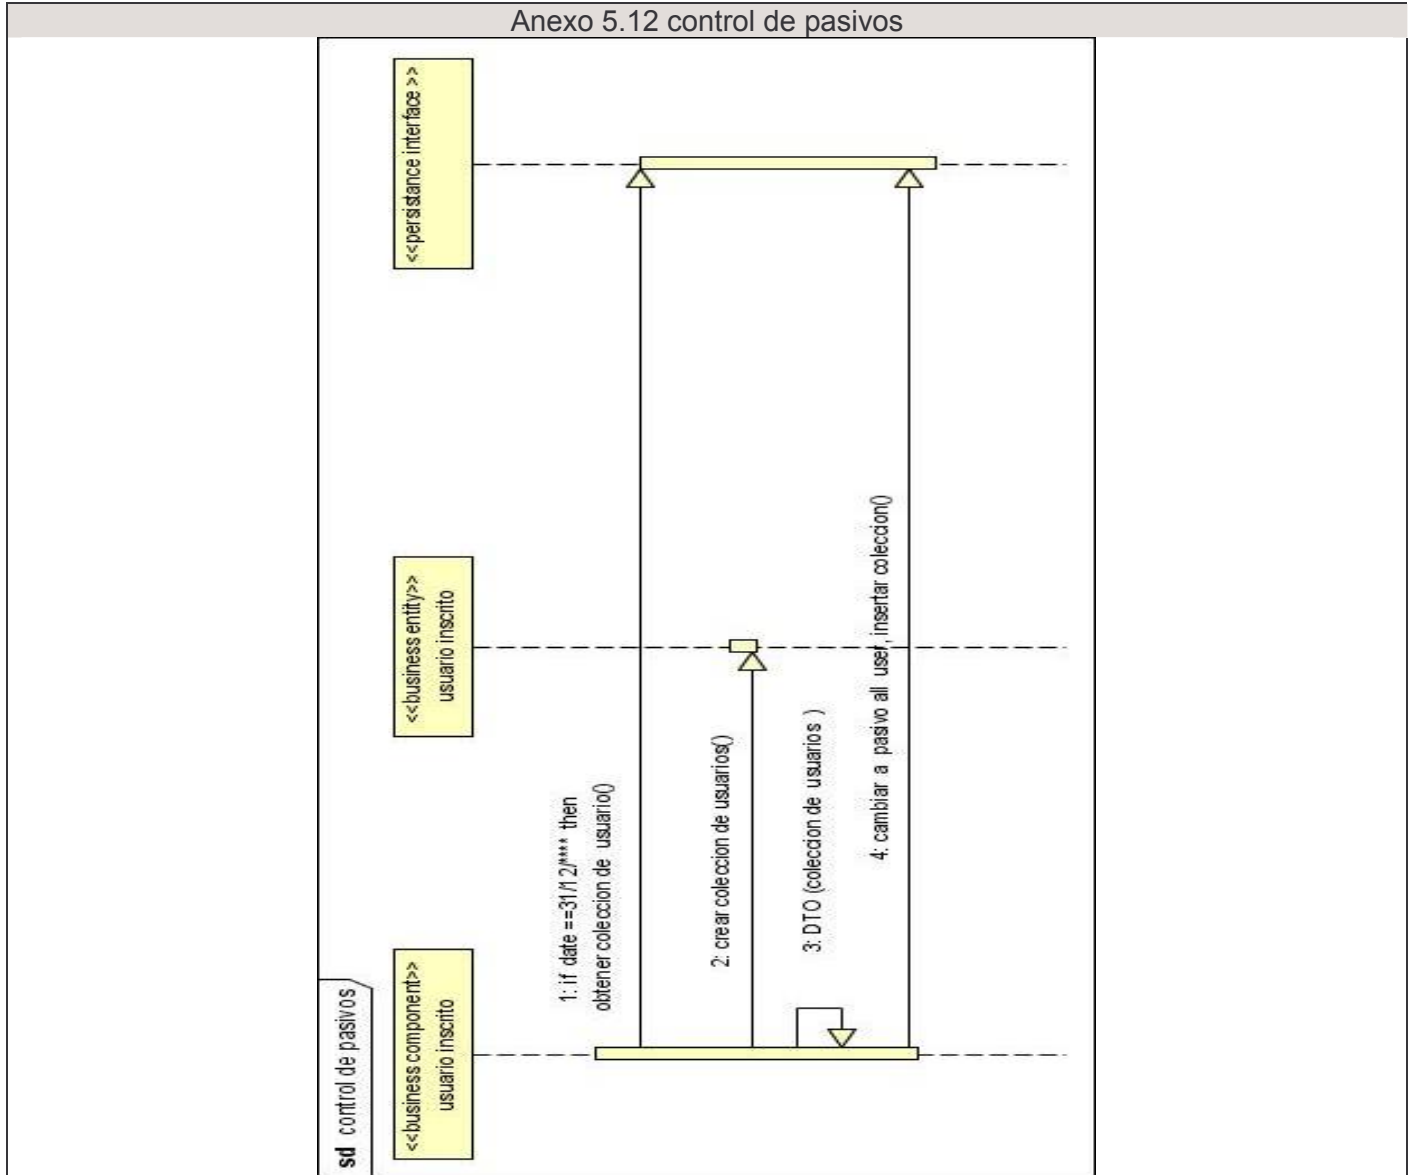 Anexo 5.12 control de pasivos
sd control de pasivos
<<business component>>
usuario inscrito
<<business entity>>
usuario inscrito
<<persistance interface >>
1: if date ==31/12/**** then
obtener coleccion de usuario()
2: crear coleccion de usuarios()
3: DTO (coleccion de usuarios )
4: cambiar a pasivo all user, insertar coleccion()